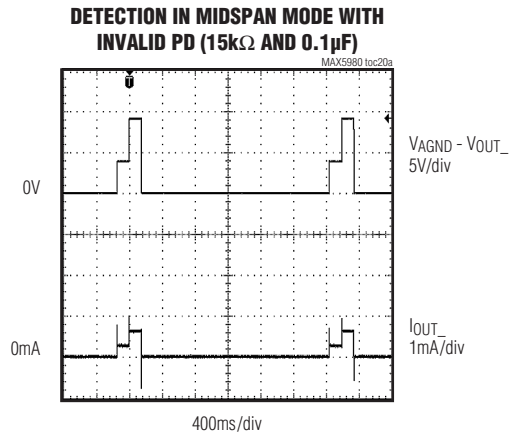 DETECTION IN MIDSPAN MODE WITH
INVALID PD (15kΩ AND 0.1µF)
MAX5980 toc20a
T
VAGND - VOUT_
5V/div
0V
IOUT_
1mA/div
0mA
400ms/div